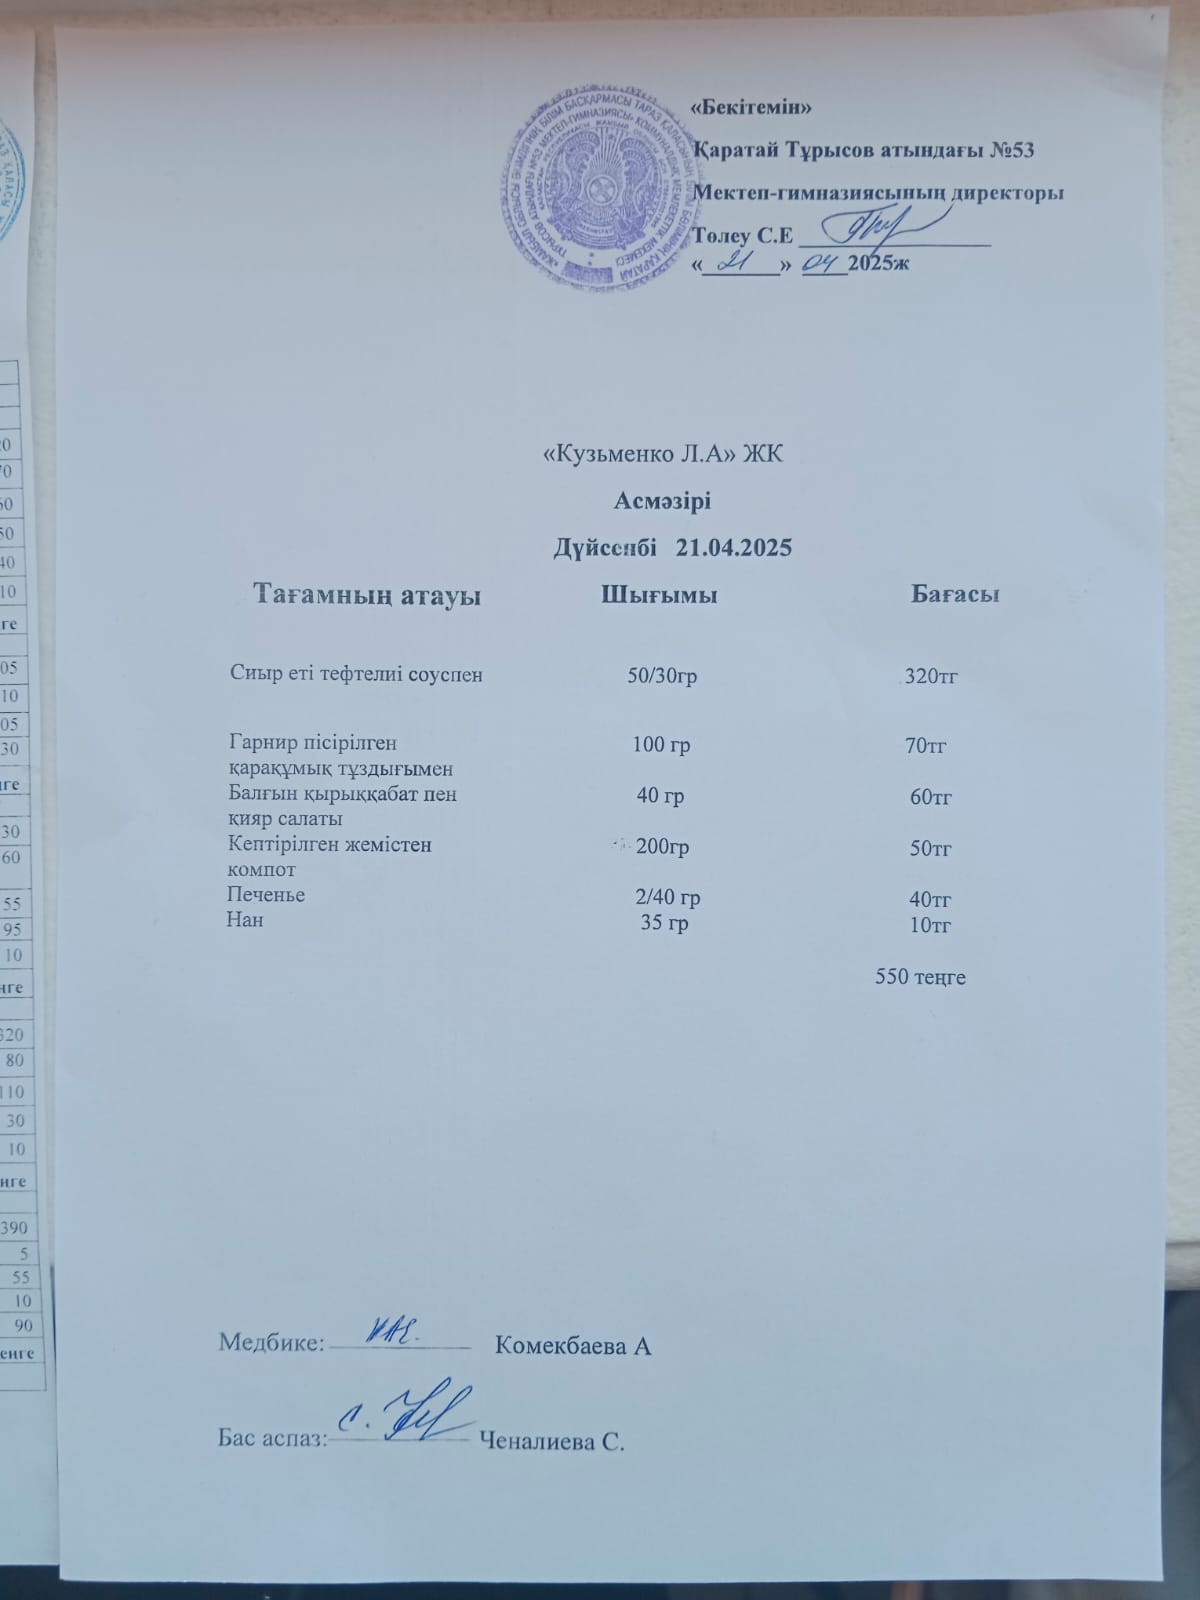 «Бекітемін»
Қаратай Тұрысов атындағы №53
Мектеп-гимназиясының директоры
Төлеу С.Е
« 21 » 04 2025ж
«Кузьменко Л.А» ЖК
Асмәзірі
Дүйсенбі 21.04.2025
Тағамның атауы Шығымы Бағасы
Сиыр еті тефтелиі соуспен 50/30гр 320тг
Гарнир пісірілген 100 гр 70тг
қарақұмық тұздығымен
Балғын қырыққабат пен 40 гр 60тг
қияр салаты
Кептірілген жемістен 200гр 50тг
компот
Печенье 2/40 гр 40тг
Нан 35 гр 10тг
550 теңге
Медбике: Комекбаева А
Бас аспаз: Ченалиева С.